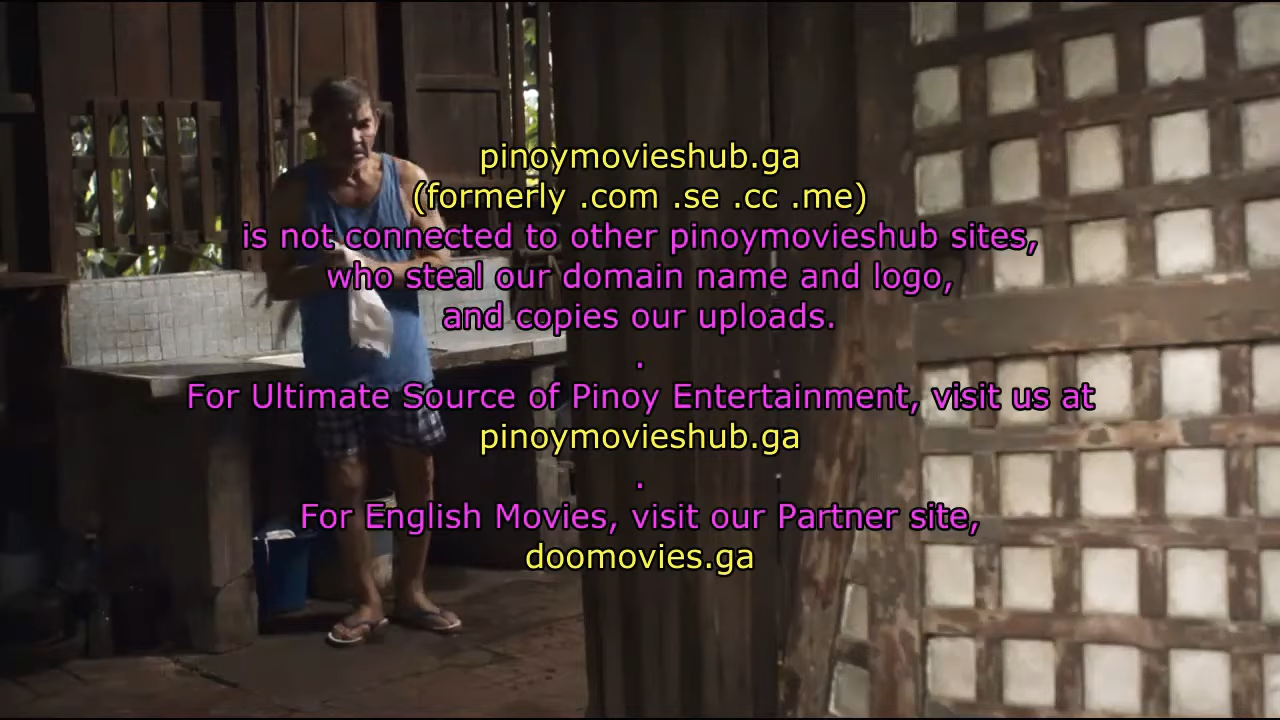 pinoymovieshub.ga
(formerly .com .se .cc .me)
is not connected to other pinoymovieshub sites,
who steal our domain name and logo,
and copies our uploads.
.
For Ultimate Source of Pinoy Entertainment, visit us at
pinoymovieshub.ga
.
For English Movies, visit our Partner site,
doomovies.ga